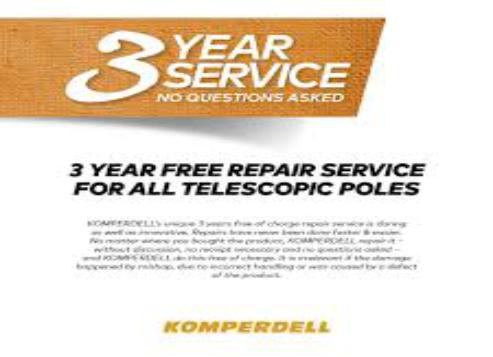 3 YEAR
SERVICE
NO QUESTIONS ASKED
3 YEAR FREE REPAIR SERVICE
FOR ALL TELESCOPIC POLES
KOMPERDELL's unique 3 years free of charge repair service is daring
as well as innovative. Repairs have never been done faster & easier.
No matter where you bought the product, KOMPERDELL repair it –
without discussion, no receipt necessary and no questions asked –
and KOMPERDELL do this free of charge. It is irrelevant if the damage
happened by mishap, due to incorrect handling or was caused by a defect
of the product.
KOMPERDELL